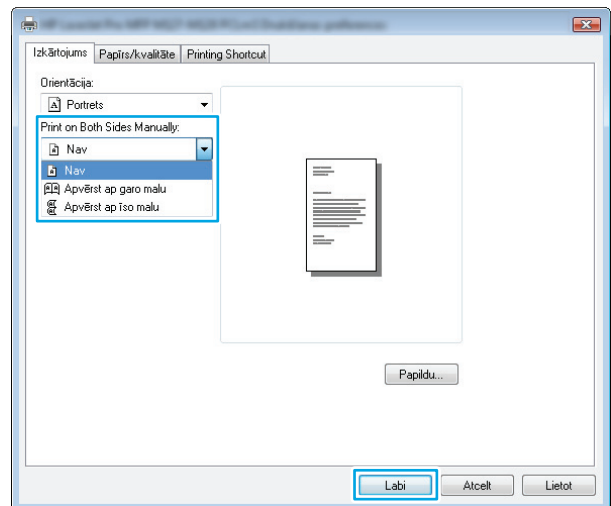 Izkārtojums Papīrs/kvalitāte Printing Shortcut
Orientācija:
Portrets
Print on Both Sides Manually:
Nav
Nav
Apvērst ap garo malu
Apvērst ap īso malu
Papildu...
Labi Atcelt Lietot